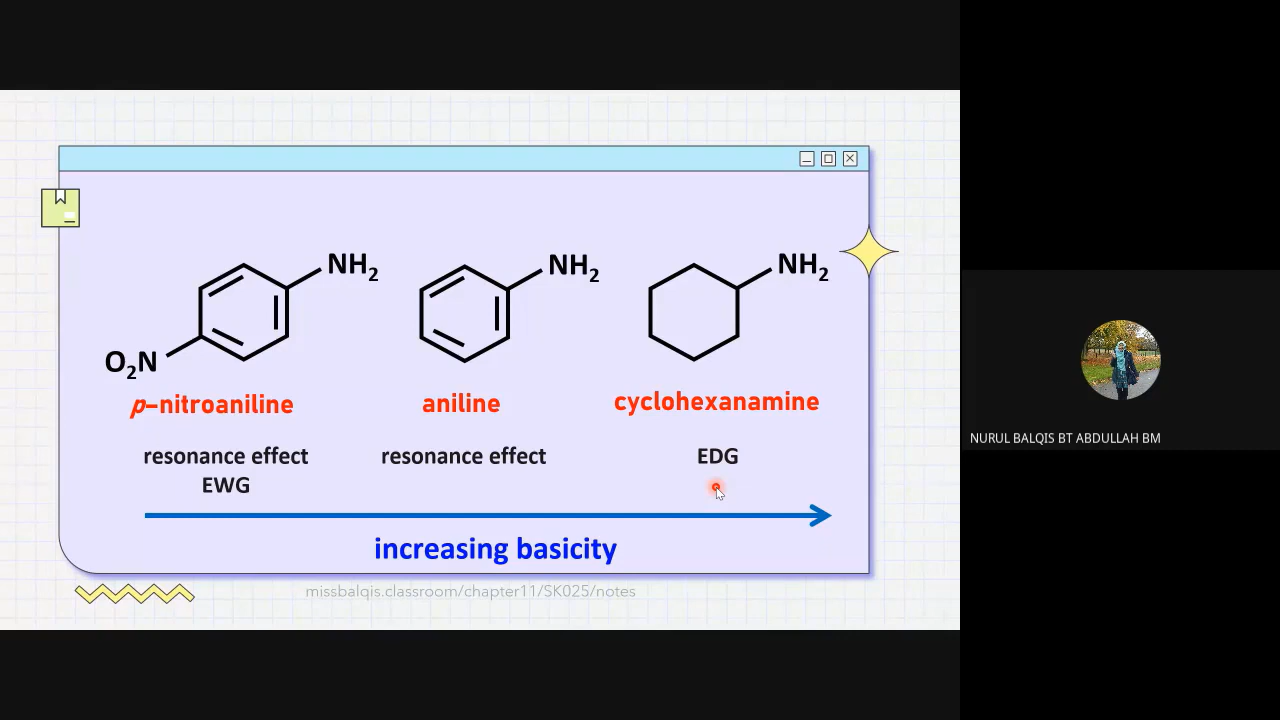 NH2
NH2
NH2
O2N
p-nitroaniline
aniline
cyclohexanamine
resonance effect
EWG
resonance effect
EDG
increasing basicity
missbalqis.classroom/chapter11/SK025/notes
NURUL BALQIS BT ABDULLAH BM